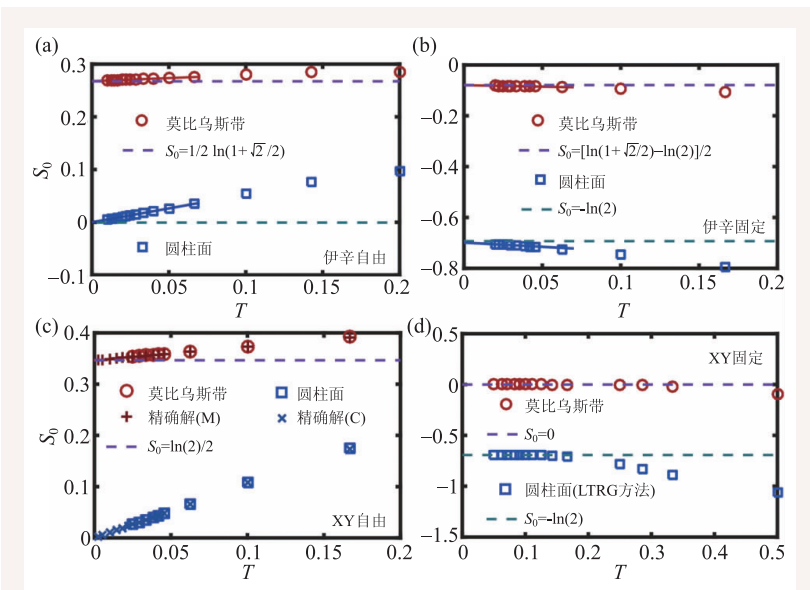 (a)
0.3
0.2
0.1
0
−0.1
S₀
莫比乌斯带
S₀=1/2 ln(1+√2/2)
圆柱面
伊辛自由
0 0.05 0.1 0.15 0.2
T
(b)
0
−0.2
−0.4
−0.6
−0.8
莫比乌斯带
S₀=[ln(1+√2/2)−ln(2)]/2
圆柱面
S₀=-ln(2)
伊辛固定
0 0.05 0.1 0.15 0.2
T
(c)
0.4
0.3
0.2
0.1
0
S₀
莫比乌斯带 圆柱面
精确解(M) 精确解(C)
S₀=ln(2)/2
XY自由
0 0.05 0.1 0.15 0.2
T
(d)
0.5
0
−0.5
−1
−1.5
XY固定
莫比乌斯带
S₀=0
圆柱面(LTRG方法)
S₀=-ln(2)
0 0.1 0.2 0.3 0.4 0.5
T